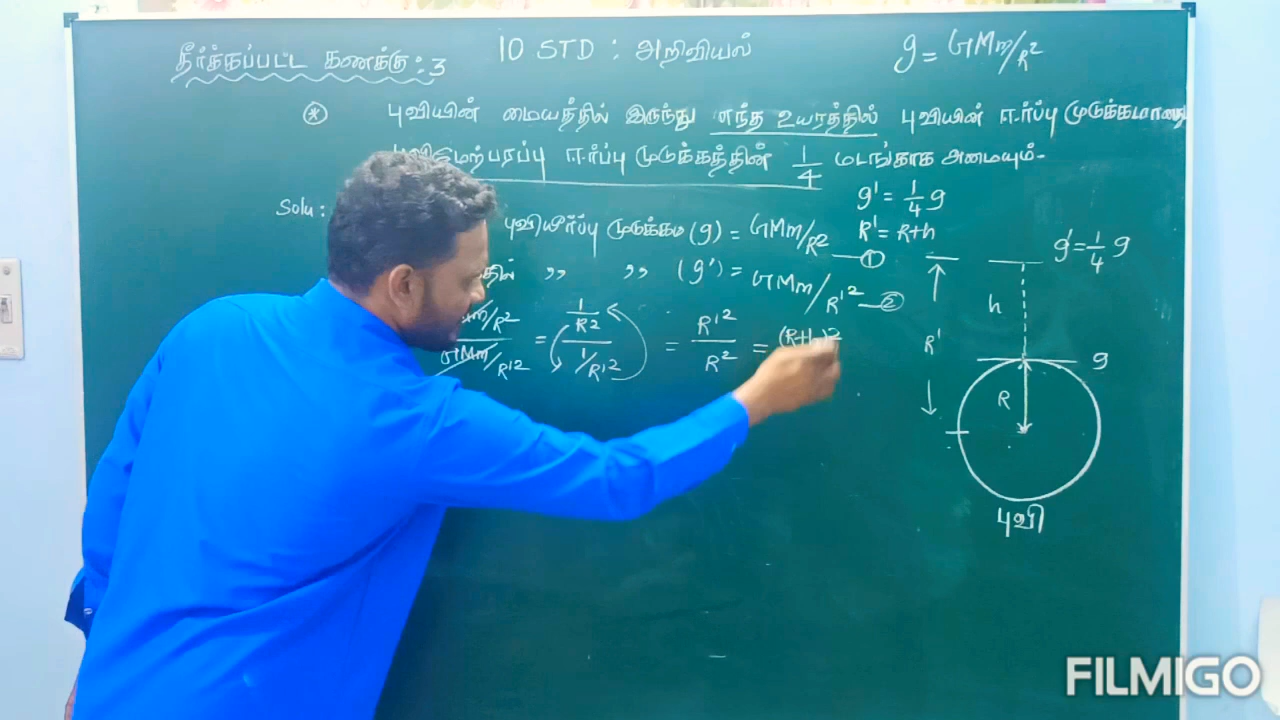 தீர்க்கப்பட்ட கணக்கு: 3
10 STD : அறிவியல்
g = GMm/R²
* புவியின் மையத்தில் இருந்து எந்த உயரத்தில் புவியின் ஈர்ப்பு முடுக்கமானது
புவிமேற்பரப்பு ஈர்ப்பு முடுக்கத்தின் 1/4 மடங்காக அமையும்.
g' = 1/4 g
Solu: புவியீர்ப்பு முடுக்கம் (g) = GMm/R² — ①
R' = R+h
g' = 1/4 g
" " (g') = GMm/R'² — ②
h
GMm/R'² = (1/R²)/(1/R'²) = R'²/R² = (R+h)²
R'
g
R
புவி
FILMIGO